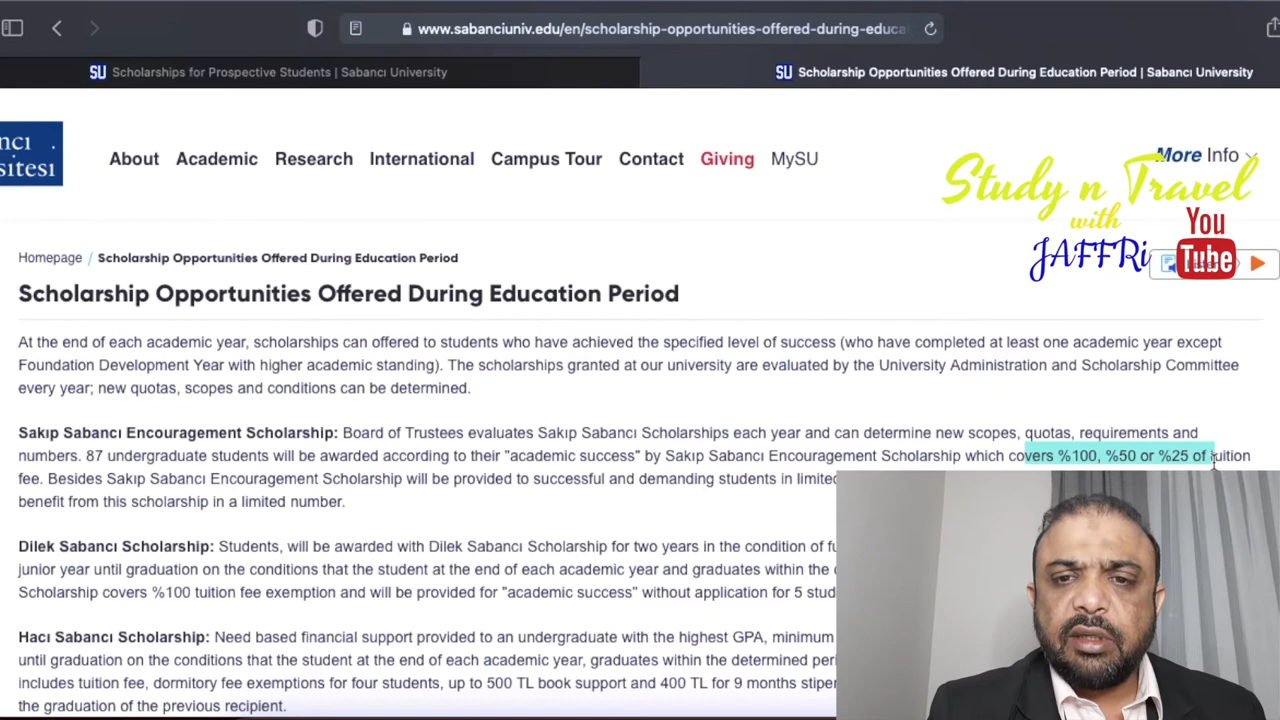 www.sabanciuniv.edu/en/scholarship-opportunities-offered-during-educa
SU Scholarships for Prospective Students | Sabancı University
SU Scholarship Opportunities Offered During Education Period | Sabancı University
ncı
sitesi
About Academic Research International Campus Tour Contact Giving MySU
More Info
Study n Travel
with
JAFFRi
You
Tube
Homepage / Scholarship Opportunities Offered During Education Period
Scholarship Opportunities Offered During Education Period
At the end of each academic year, scholarships can offered to students who have achieved the specified level of success (who have completed at least one academic year except
Foundation Development Year with higher academic standing). The scholarships granted at our university are evaluated by the University Administration and Scholarship Committee
every year; new quotas, scopes and conditions can be determined.
Sakıp Sabancı Encouragement Scholarship: Board of Trustees evaluates Sakıp Sabancı Scholarships each year and can determine new scopes, quotas, requirements and
numbers. 87 undergraduate students will be awarded according to their "academic success" by Sakıp Sabancı Encouragement Scholarship which covers %100, %50 or %25 of tuition
fee. Besides Sakıp Sabancı Encouragement Scholarship will be provided to successful and demanding students in limited
benefit from this scholarship in a limited number.
Dilek Sabancı Scholarship: Students, will be awarded with Dilek Sabancı Scholarship for two years in the condition of fu
junior year until graduation on the conditions that the student at the end of each academic year and graduates within the
Scholarship covers %100 tuition fee exemption and will be provided for "academic success" without application for 5 stud
Hacı Sabancı Scholarship: Need based financial support provided to an undergraduate with the highest GPA, minimum
until graduation on the conditions that the student at the end of each academic year, graduates within the determined peri
includes tuition fee, dormitory fee exemptions for four students, up to 500 TL book support and 400 TL for 9 months stiper
the graduation of the previous recipient.